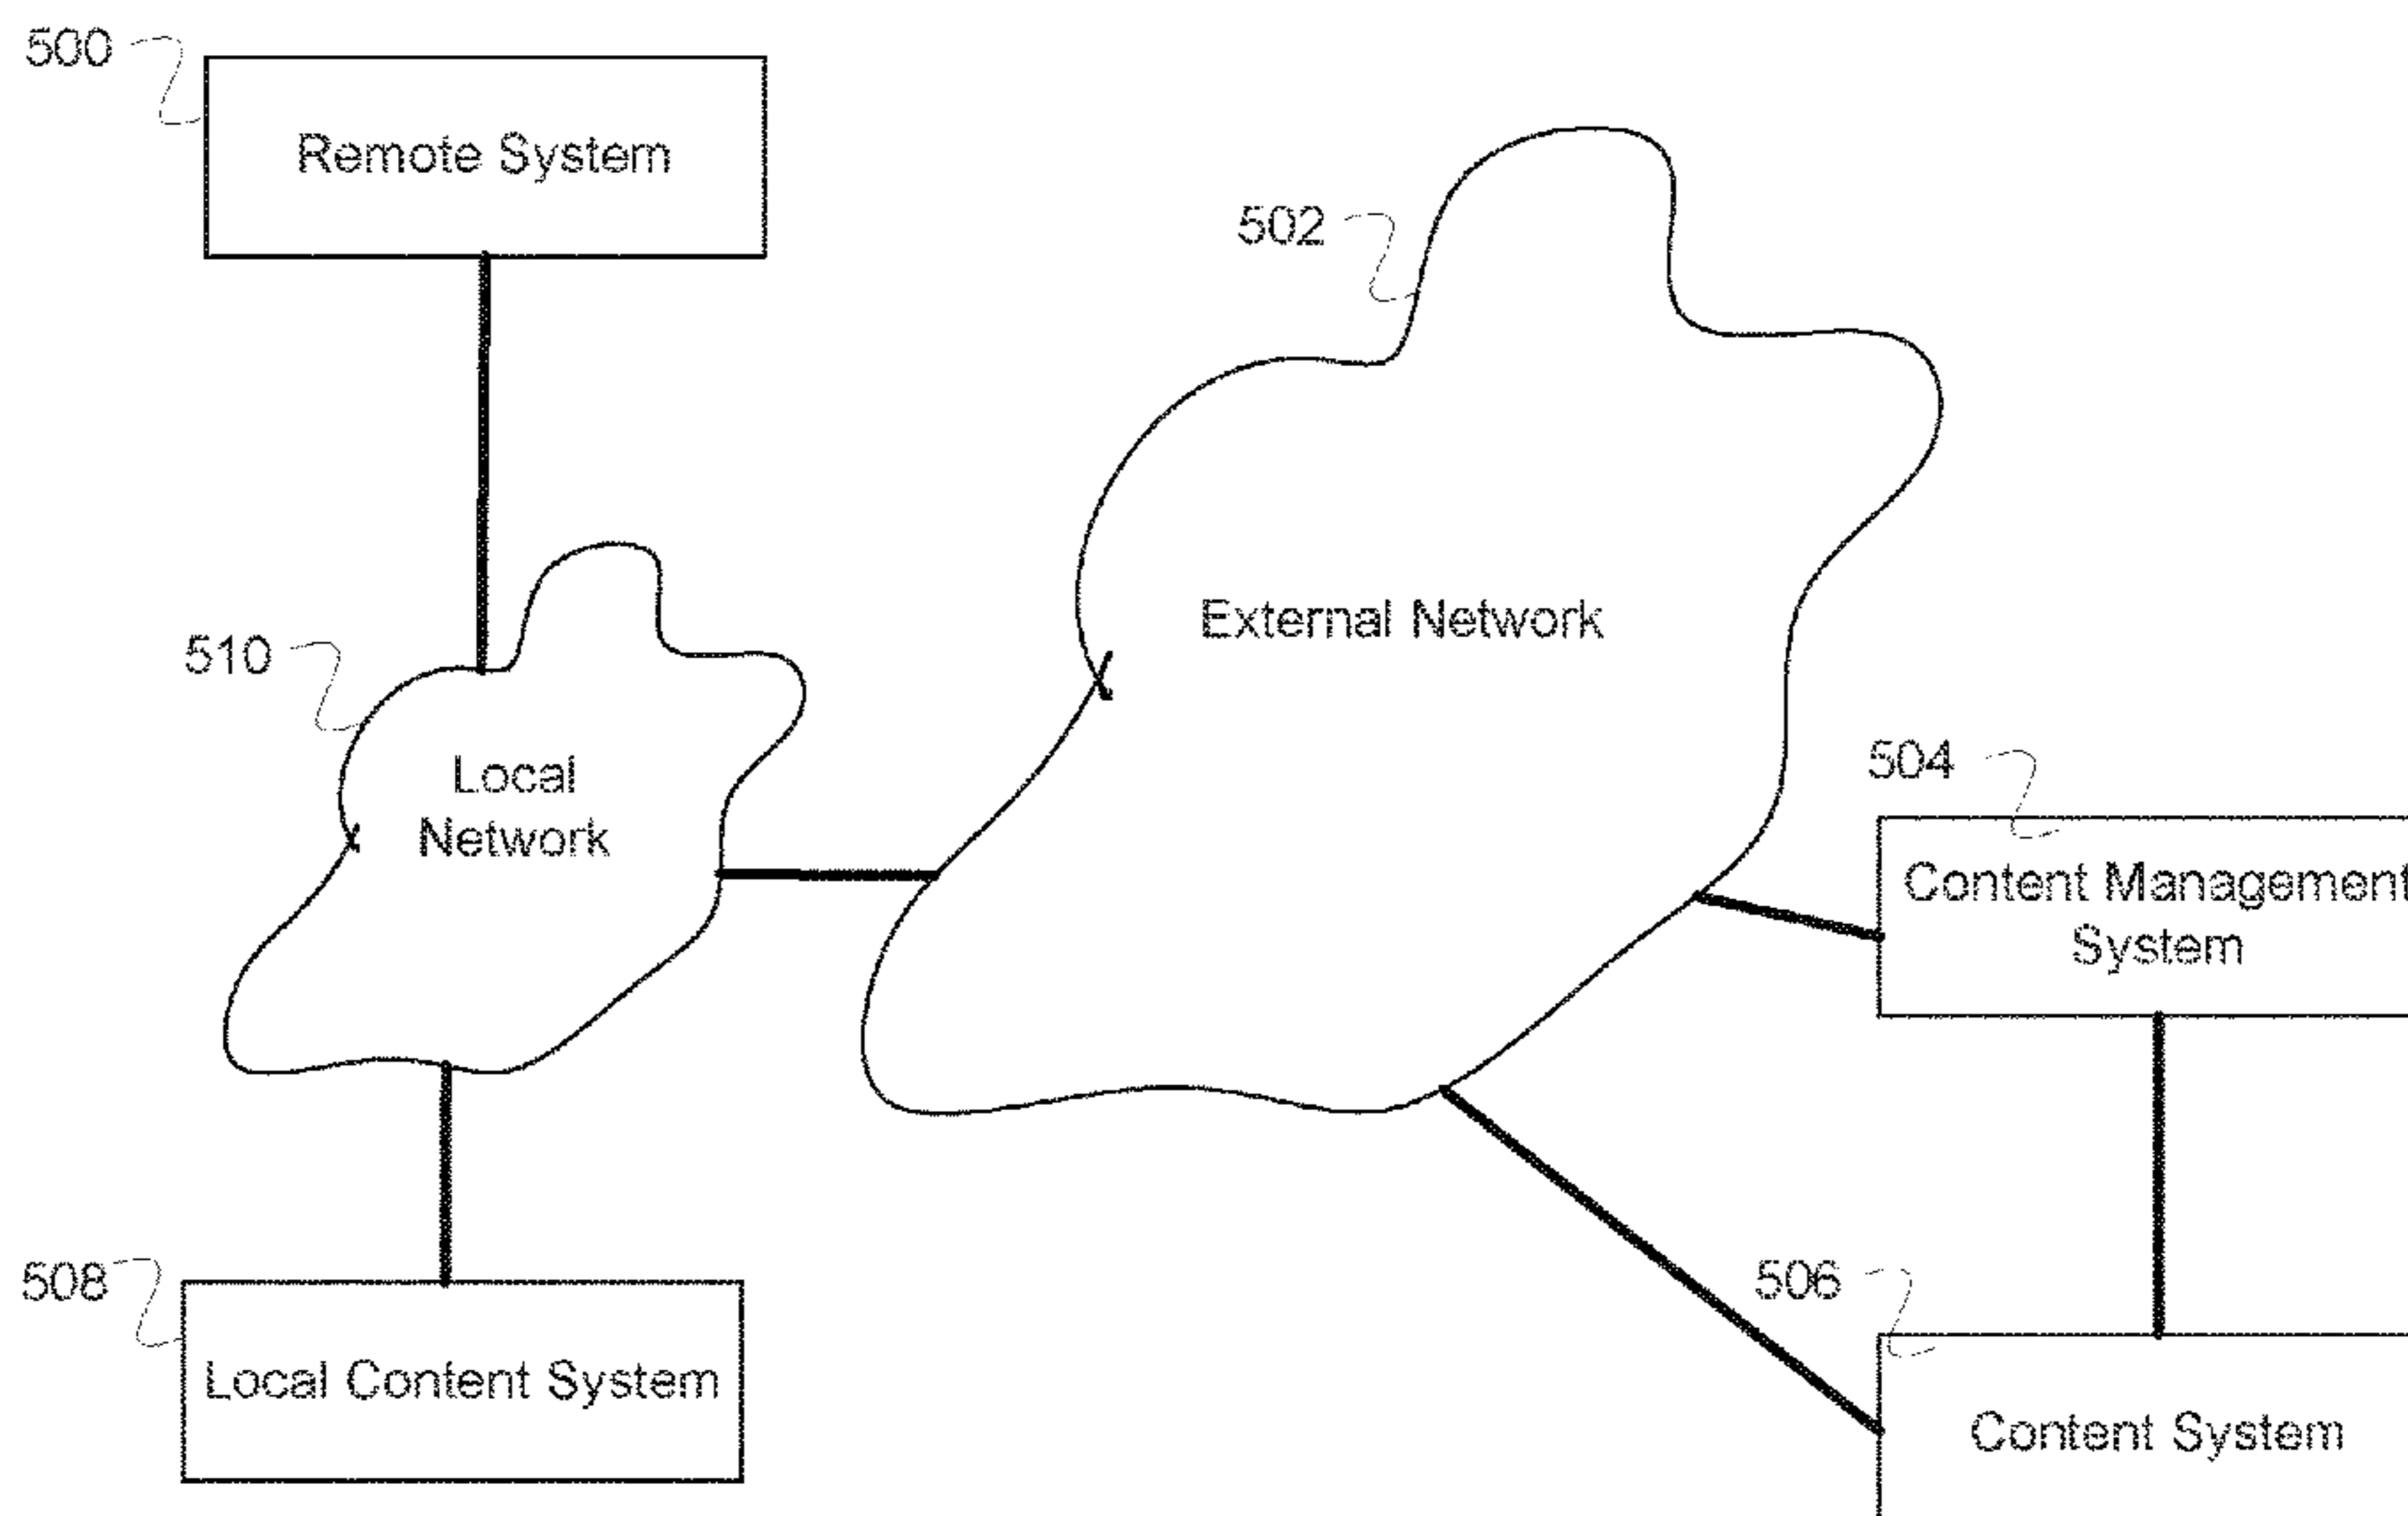 500
Remote System
502
External Network
510
Local
Network
504
Content Management
System
508
Local Content System
506
Content System